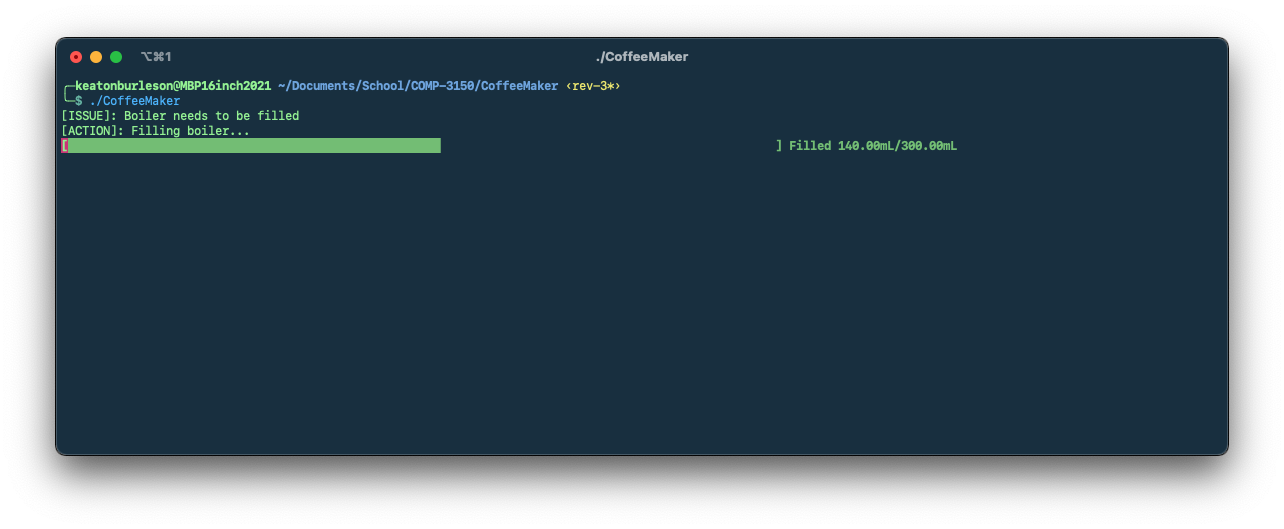 ⌥⌘1 ./CoffeeMaker
╭─keatonburleson@MBP16inch2021 ~/Documents/School/COMP-3150/CoffeeMaker ‹rev-3*›
╰─$ ./CoffeeMaker
[ISSUE]: Boiler needs to be filled
[ACTION]: Filling boiler...
[ ] Filled 140.00mL/300.00mL